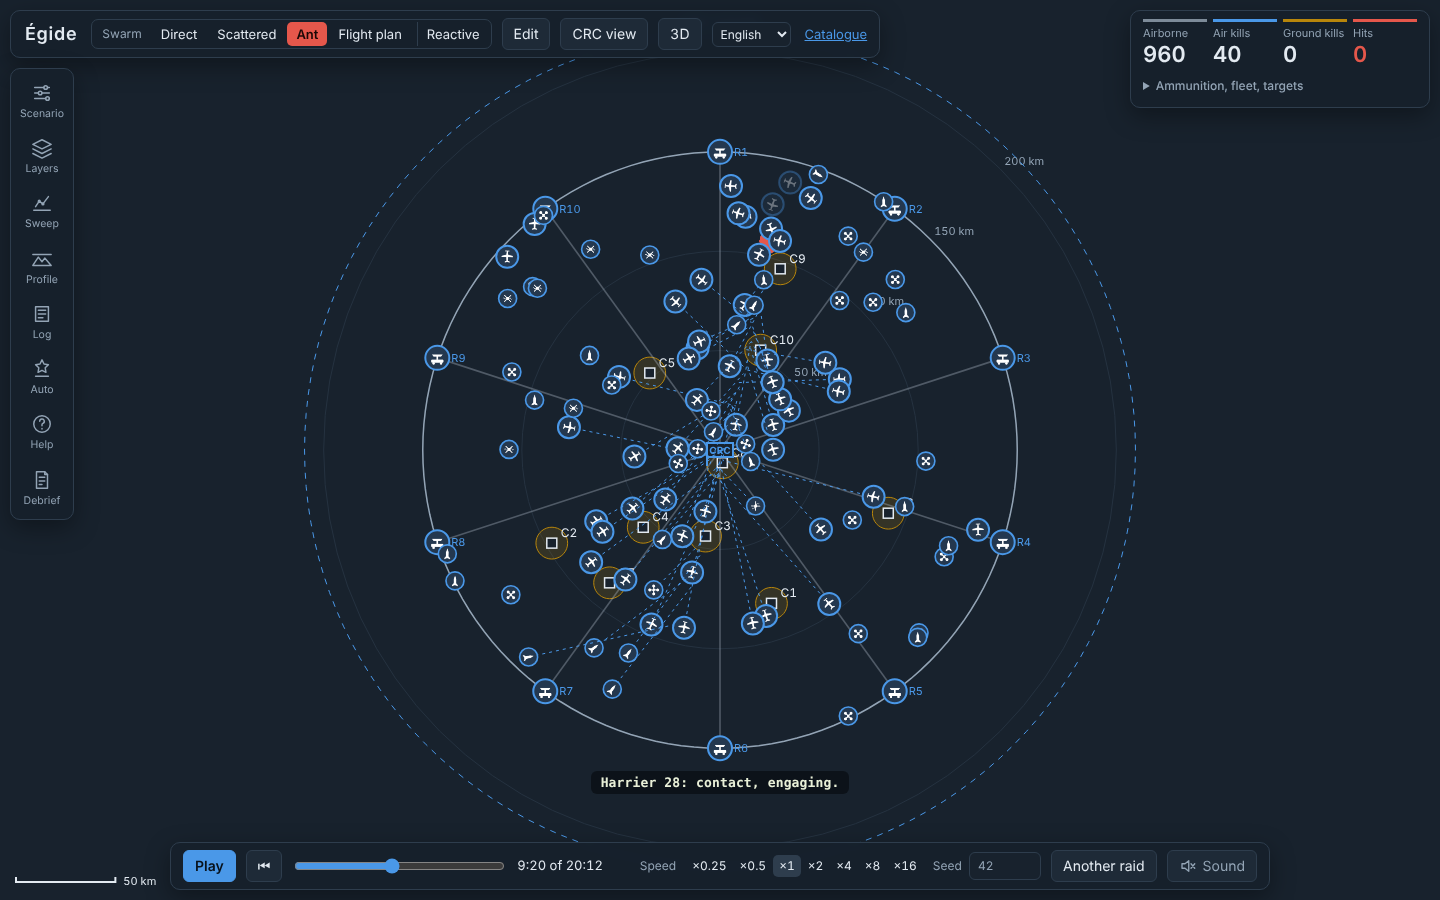 Égide
Swarm Direct Scattered Ant Flight plan Reactive Edit CRC view 3D English Catalogue
Airborne Air kills Ground kills Hits
960 40 0 0
Ammunition, fleet, targets
Scenario
Layers
Sweep
Profile
Log
Auto
Help
Debrief
200 km
150 km
50 km
R1
R2
R3
R4
R5
R7
R8
R9
R10
C9
C10
C5
CRC
C4
C3
C2
C1
Harrier 28: contact, engaging.
Play 9:20 of 20:12 Speed ×0.25 ×0.5 ×1 ×2 ×4 ×8 ×16 Seed 42 Another raid Sound
50 km